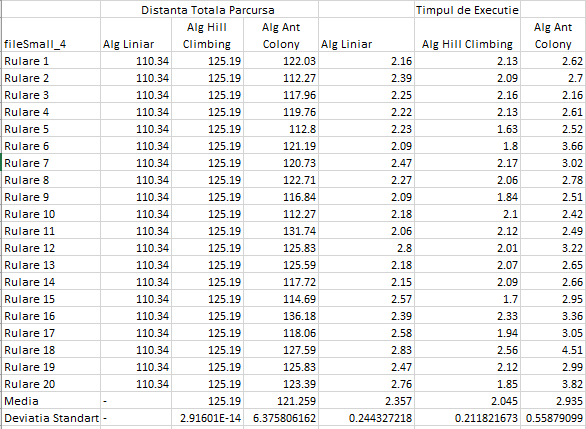 Distanta Totala Parcursa Timpul de Executie
fileSmall_4 Alg Liniar Alg Hill Climbing Alg Ant Colony Alg Liniar Alg Hill Climbing Alg Ant Colony
Rulare 1 110.34 125.19 122.03 2.16 2.13 2.62
Rulare 2 110.34 125.19 112.27 2.39 2.09 2.7
Rulare 3 110.34 125.19 117.96 2.25 2.16 2.16
Rulare 4 110.34 125.19 119.76 2.22 2.13 2.61
Rulare 5 110.34 125.19 112.8 2.23 1.63 2.52
Rulare 6 110.34 125.19 121.19 2.09 1.8 3.66
Rulare 7 110.34 125.19 120.73 2.47 2.17 3.02
Rulare 8 110.34 125.19 122.71 2.27 2.06 2.78
Rulare 9 110.34 125.19 116.84 2.09 1.84 2.51
Rulare 10 110.34 125.19 112.27 2.18 2.1 2.42
Rulare 11 110.34 125.19 131.74 2.06 2.12 2.49
Rulare 12 110.34 125.19 125.83 2.8 2.01 3.22
Rulare 13 110.34 125.19 125.59 2.18 2.07 2.65
Rulare 14 110.34 125.19 117.72 2.15 2.09 2.66
Rulare 15 110.34 125.19 114.69 2.57 1.7 2.95
Rulare 16 110.34 125.19 136.18 2.39 2.33 3.36
Rulare 17 110.34 125.19 118.06 2.58 1.94 3.05
Rulare 18 110.34 125.19 127.59 2.83 2.56 4.51
Rulare 19 110.34 125.19 125.83 2.47 2.12 2.99
Rulare 20 110.34 125.19 123.39 2.76 1.85 3.82
Media - 125.19 121.259 2.357 2.045 2.935
Deviatia Standart - 2.91601E-14 6.375806162 0.244327218 0.211821673 0.55879099